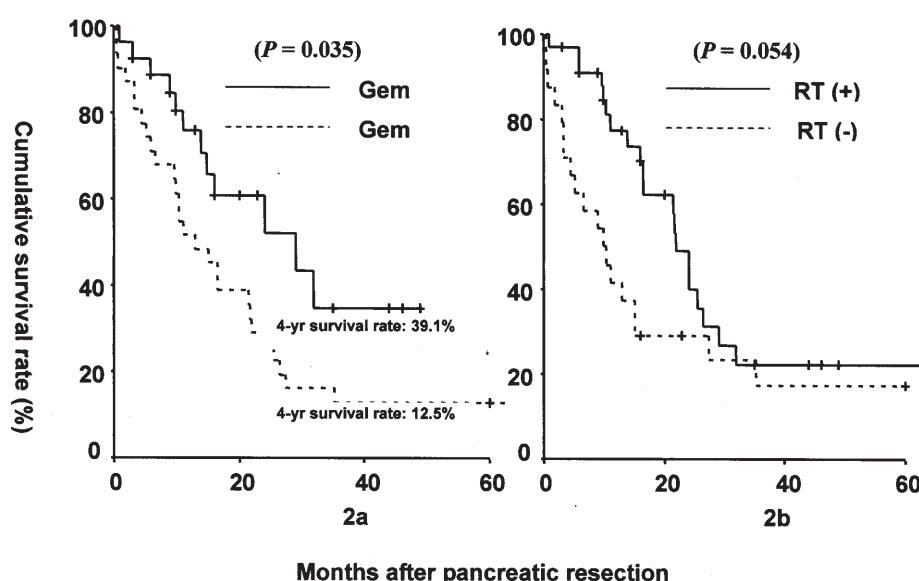 Cumulative survival rate (%)
100
80
60
40
20
0
(P = 0.035)
Gem
Gem
4-yr survival rate: 39.1%
4-yr survival rate: 12.5%
0 20 40 60
2a
100
80
60
40
20
0
(P = 0.054)
RT (+)
RT (-)
0 20 40 60
2b
Months after pancreatic resection